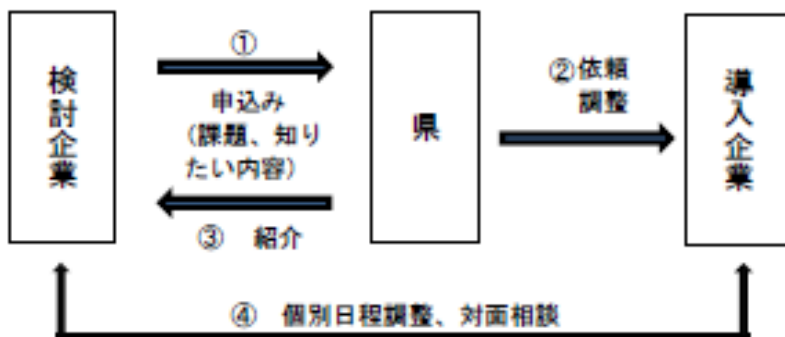 検討企業
①
申込み
(課題、知り
たい内容)
③ 紹介
県
②依頼
調整
導入企業
④ 個別日程調整、対面相談